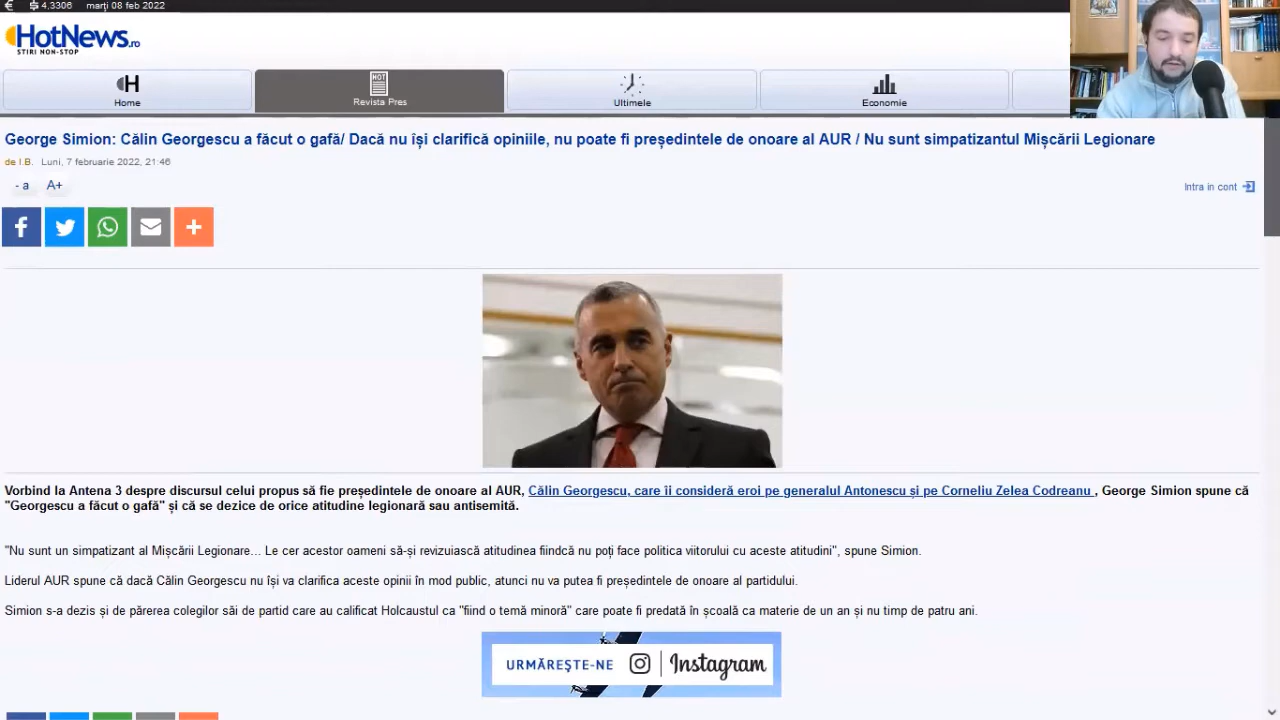 € $ 4,3306 marți 08 feb 2022
HotNews.ro
ȘTIRI NON-STOP
H
Home
HOT
Revista Pres
Ultimele
Economie
George Simion: Călin Georgescu a făcut o gafă/ Dacă nu își clarifică opiniile, nu poate fi președintele de onoare al AUR / Nu sunt simpatizantul Mișcării Legionare
de I.B. Luni, 7 februarie 2022, 21:46
- a A+
Intra in cont
Vorbind la Antena 3 despre discursul celui propus să fie președintele de onoare al AUR, Călin Georgescu, care îi consideră eroi pe generalul Antonescu și pe Corneliu Zelea Codreanu , George Simion spune că
"Georgescu a făcut o gafă" și că se dezice de orice atitudine legionară sau antisemită.
"Nu sunt un simpatizant al Mișcării Legionare... Le cer acestor oameni să-și revizuiască atitudinea fiindcă nu poți face politica viitorului cu aceste atitudini", spune Simion.
Liderul AUR spune că dacă Călin Georgescu nu își va clarifica aceste opinii în mod public, atunci nu va putea fi președintele de onoare al partidului.
Simion s-a dezis și de părerea colegilor săi de partid care au calificat Holcaustul ca "fiind o temă minoră" care poate fi predată în școală ca materie de un an și nu timp de patru ani.
URMĂREȘTE-NE Instagram